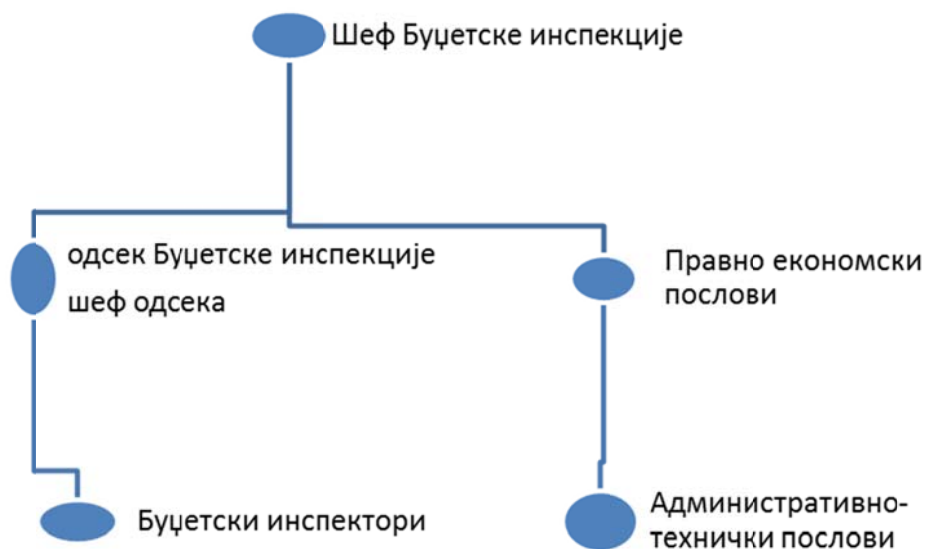 Шеф Буџетске инспекције
одсек Буџетске инспекције
шеф одсека
Правно економски
послови
Буџетски инспектори
Административно-
технички послови